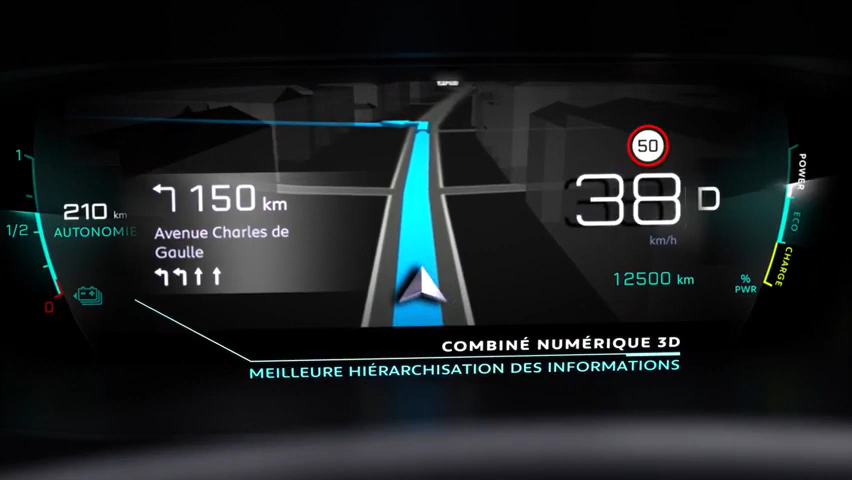 50
1
POWER
210 km
150 km
38 D
1/2
AUTONOMIE
Avenue Charles de
Gaulle
km/h
ECO
CHARGE
12500 km
%
PWR
0
COMBINÉ NUMÉRIQUE 3D
MEILLEURE HIÉRARCHISATION DES INFORMATIONS